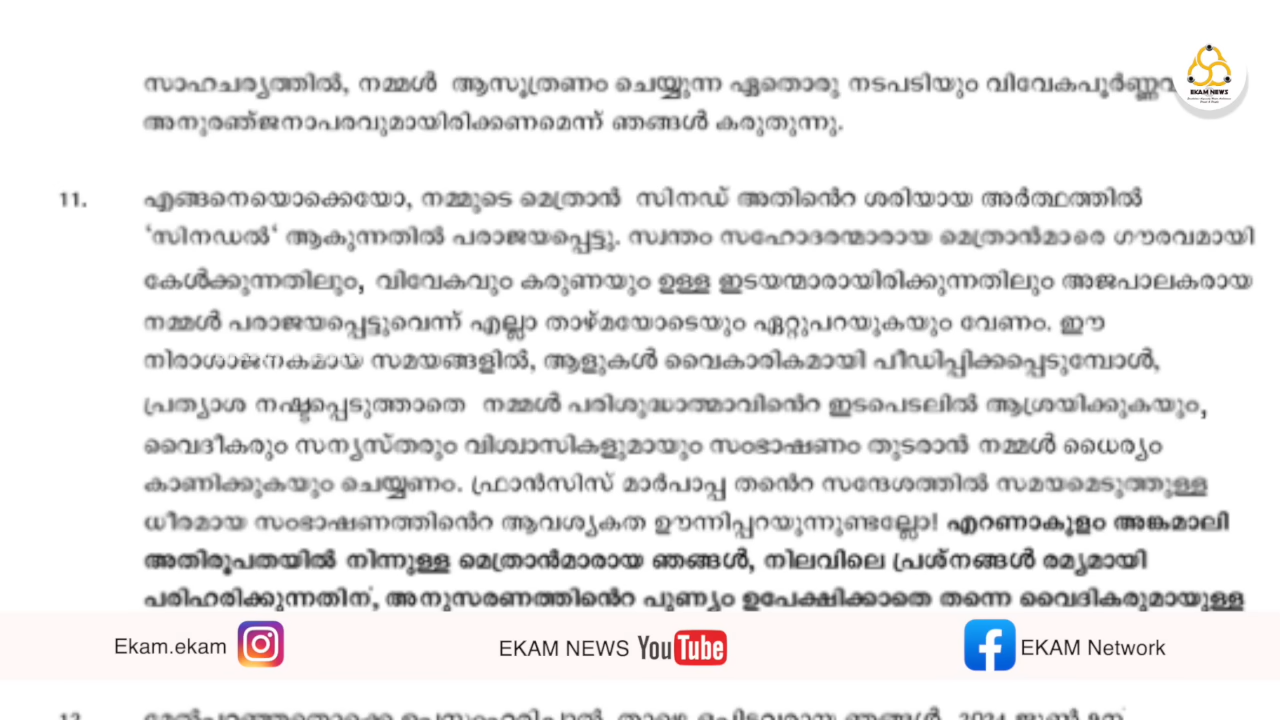 സാഹചര്യത്തിൽ, നമ്മൾ ആസൂത്രണം ചെയ്യുന്ന ഏതൊരു നടപടിയും
EKAM NEWS
അനുരഞ്ജനാപരവുമായിരിക്കണമെന്ന് ഞങ്ങൾ കരുതുന്നു.
11. എങ്ങനെയൊക്കെയോ, നമ്മുടെ മെത്രാൻ സിനഡ് അതിൻെറ ശരിയായ അർത്ഥത്തിൽ
‘സിനഡൽ‘ ആകുന്നതിൽ പരാജയപ്പെട്ടു. സ്വന്തം സഹോദരന്മാരായ മെത്രാൻമാരെ ഗൗരവമായി
കേൾക്കുന്നതിലും, വിവേകവും കരുണയും ഉള്ള ഇടയന്മാരായിരിക്കുന്നതിലും അജപാലകരായ
നമ്മൾ പരാജയപ്പെട്ടുവെന്ന് എല്ലാ താഴ്മയോടെയും ഏറ്റുപറയുകയും വേണം. ഈ
നിരാശാജനകമായ സമയങ്ങളിൽ, ആളുകൾ വൈകാരികമായി പീഡിപ്പിക്കപ്പെടുമ്പോൾ,
പ്രത്യാശ നഷ്ടപ്പെടുത്താതെ നമ്മൾ പരിശുദ്ധാത്മാവിൻെറ ഇടപെടലിൽ ആശ്രയിക്കുകയും,
വൈദീകരും സന്യസ്തരും വിശ്വാസികളുമായും സംഭാഷണം തുടരാൻ നമ്മൾ ധൈര്യം
കാണിക്കുകയും ചെയ്യണം. ഫ്രാൻസിസ് മാർപാപ്പ തൻെറ സന്ദേശത്തിൽ സമയമെടുത്തുള്ള
ധീരമായ സംഭാഷണത്തിൻെറ ആവശ്യകത ഊന്നിപ്പറയുന്നുണ്ടല്ലോ! എറണാകുളം അങ്കമാലി
അതിരൂപതയിൽ നിന്നുള്ള മെത്രാൻമാരായ ഞങ്ങൾ, നിലവിലെ പ്രശ്നങ്ങൾ രമ്യമായി
പരിഹരിക്കുന്നതിന്, അനുസരണത്തിൻെറ പുണ്യം ഉപേക്ഷിക്കാതെ തന്നെ വൈദികരുമായുള്ള
Ekam.ekam EKAM NEWS YouTube EKAM Network